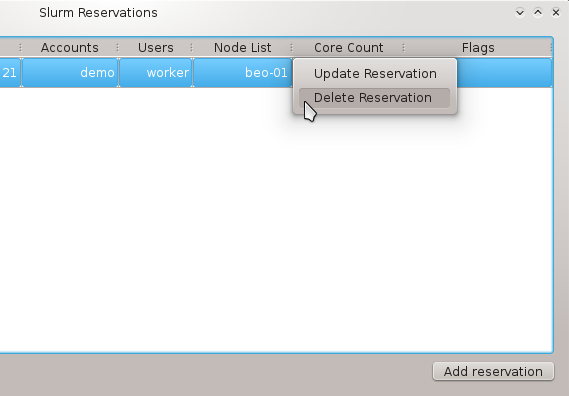 Slurm Reservations
Accounts Users Node List Core Count Flags
21 demo worker beo-01
Update Reservation
Delete Reservation
Add reservation